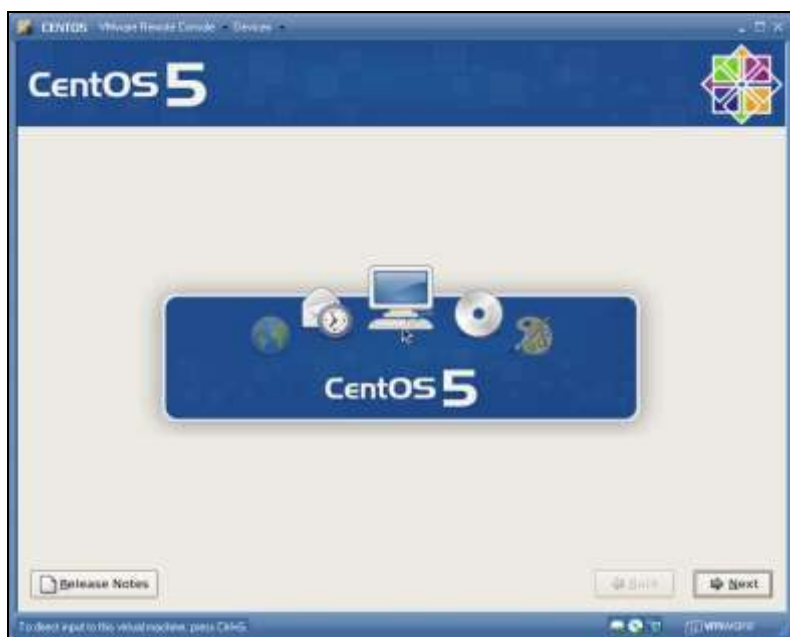 CENTOS VMware Remote Console Devices
CentOS 5
CentOS 5
Release Notes
Back
Next
To direct input to this virtual machine, press Ctrl+G.
vmware